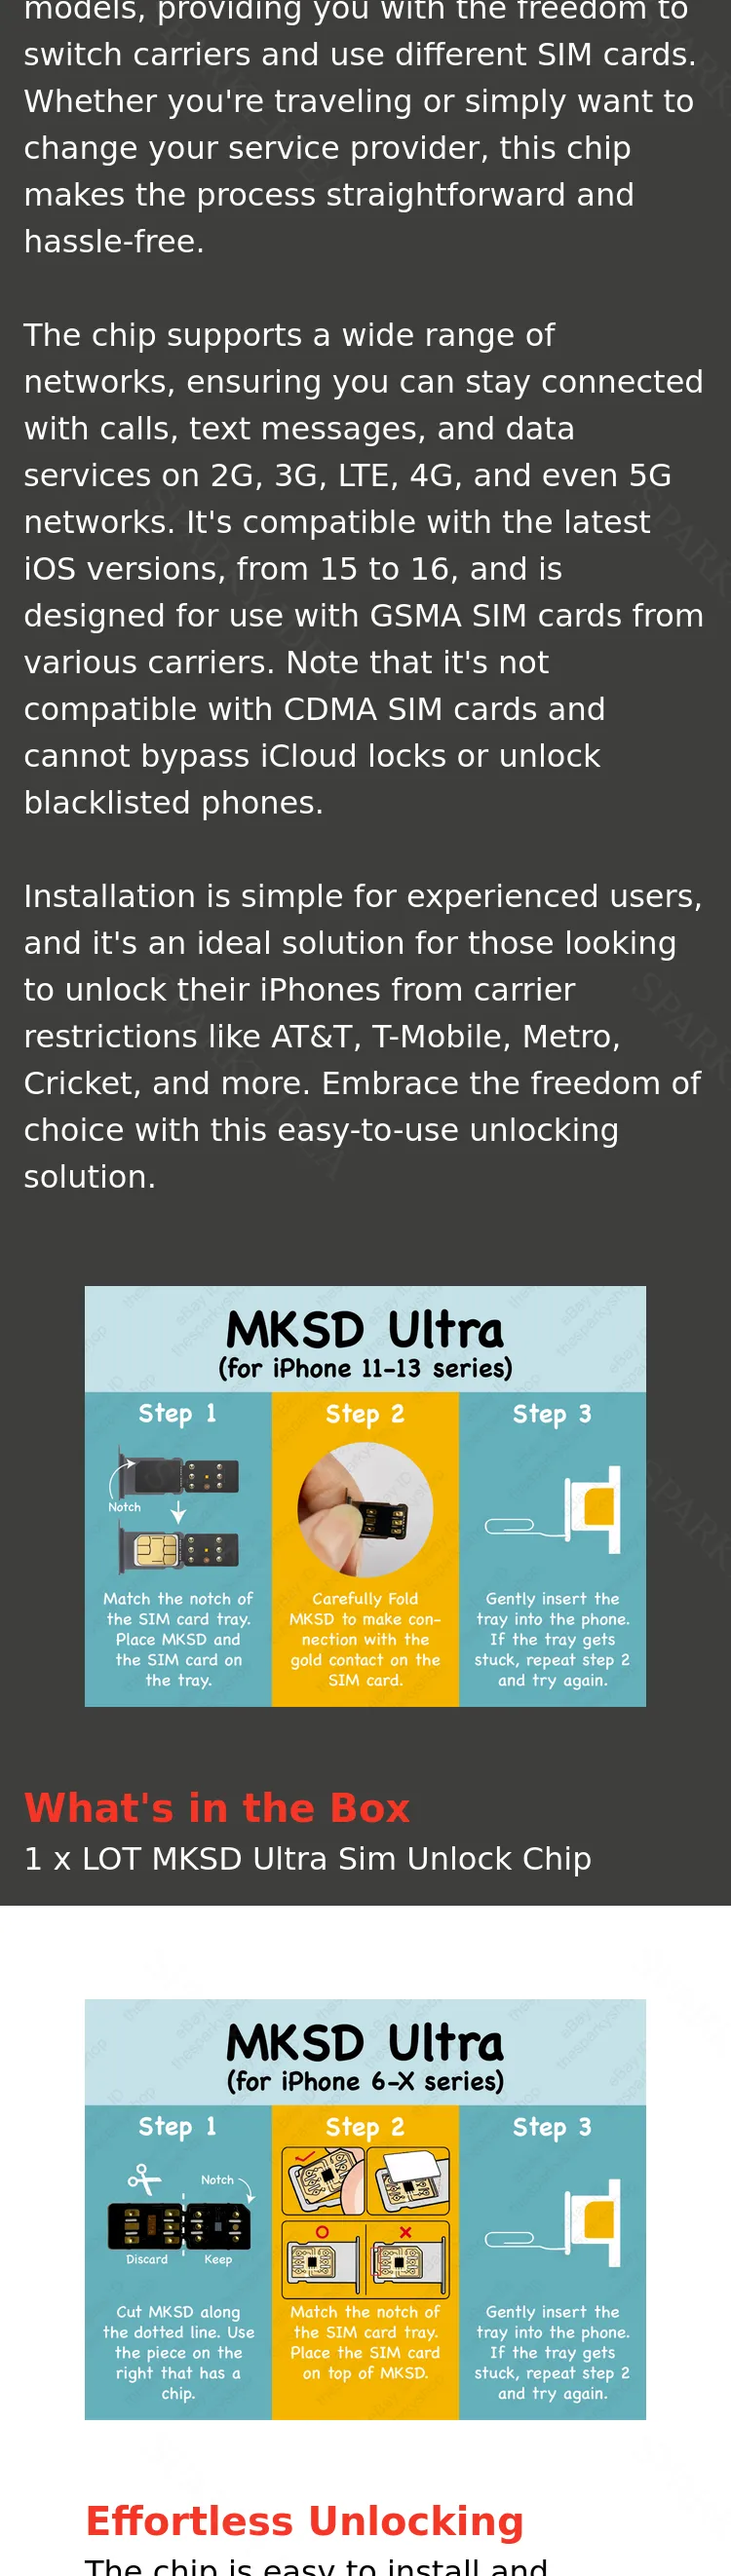 models, providing you with the freedom to
switch carriers and use different SIM cards.
Whether you're traveling or simply want to
change your service provider, this chip
makes the process straightforward and
hassle-free.
The chip supports a wide range of
networks, ensuring you can stay connected
with calls, text messages, and data
services on 2G, 3G, LTE, 4G, and even 5G
networks. It's compatible with the latest
iOS versions, from 15 to 16, and is
designed for use with GSMA SIM cards from
various carriers. Note that it's not
compatible with CDMA SIM cards and
cannot bypass iCloud locks or unlock
blacklisted phones.
Installation is simple for experienced users,
and it's an ideal solution for those looking
to unlock their iPhones from carrier
restrictions like AT&T, T-Mobile, Metro,
Cricket, and more. Embrace the freedom of
choice with this easy-to-use unlocking
solution.
MKSD Ultra
(for iPhone 11-13 series)
Step 1
Notch
Match the notch of
the SIM card tray.
Place MKSD and
the SIM card on
the tray.
Step 2
Carefully Fold
MKSD to make con-
nection with the
gold contact on the
SIM card.
Step 3
Gently insert the
tray into the phone.
If the tray gets
stuck, repeat step 2
and try again.
What's in the Box
1 x LOT MKSD Ultra Sim Unlock Chip
MKSD Ultra
(for iPhone 6-X series)
Step 1
Notch
Discard Keep
Cut MKSD along
the dotted line. Use
the piece on the
right that has a
chip.
Step 2
Match the notch of
the SIM card tray.
Place the SIM card
on top of MKSD.
Step 3
Gently insert the
tray into the phone.
If the tray gets
stuck, repeat step 2
and try again.
Effortless Unlocking
The chip is easy to install and